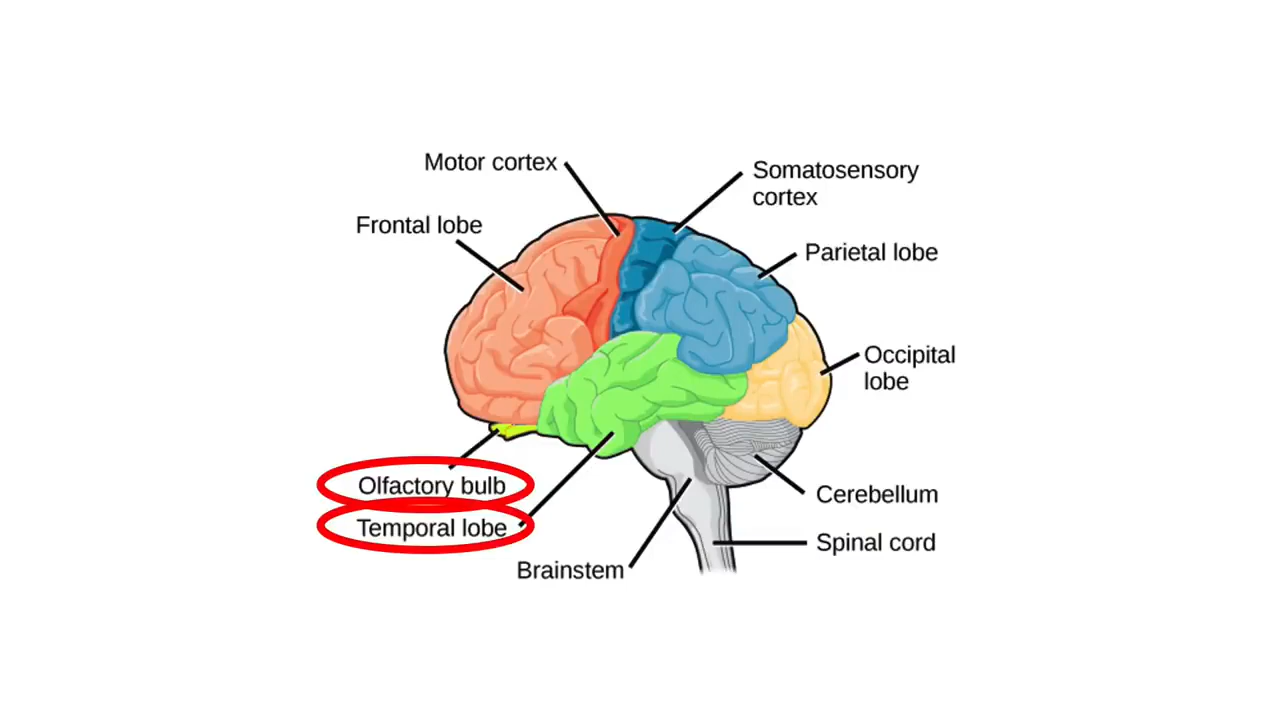 Motor cortex
Somatosensory
cortex
Frontal lobe
Parietal lobe
Occipital
lobe
Olfactory bulb
Cerebellum
Temporal lobe
Spinal cord
Brainstem